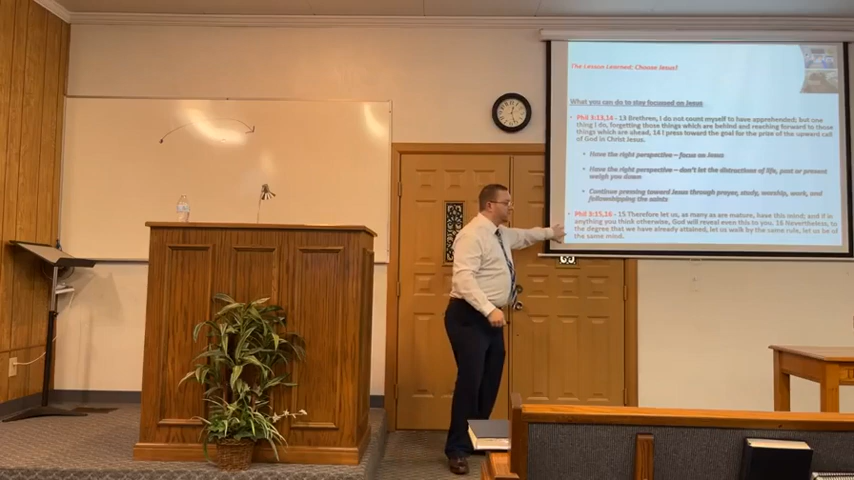 The Lesson Learned: Choose Jesus!
What you can do to stay focused on Jesus
Phil 3:13,14 - 13 Brethren, I do not count myself to have apprehended; but one
thing I do, forgetting those things which are behind and reaching forward to those
things which are ahead, 14 I press toward the goal for the prize of the upward call
of God in Christ Jesus.
Have the right perspective – focus on Jesus
Have the right perspective – don't let the distractions of life, past or present
weigh you down
Continue pressing toward Jesus through prayer, study, worship, work, and
fellowshipping the saints
Phil 3:15,16 - 15 Therefore let us, as many as are mature, have this mind; and if in
anything you think otherwise, God will reveal even this to you. 16 Nevertheless, to
the degree that we have already attained, let us walk by the same rule, let us be of
the same mind.